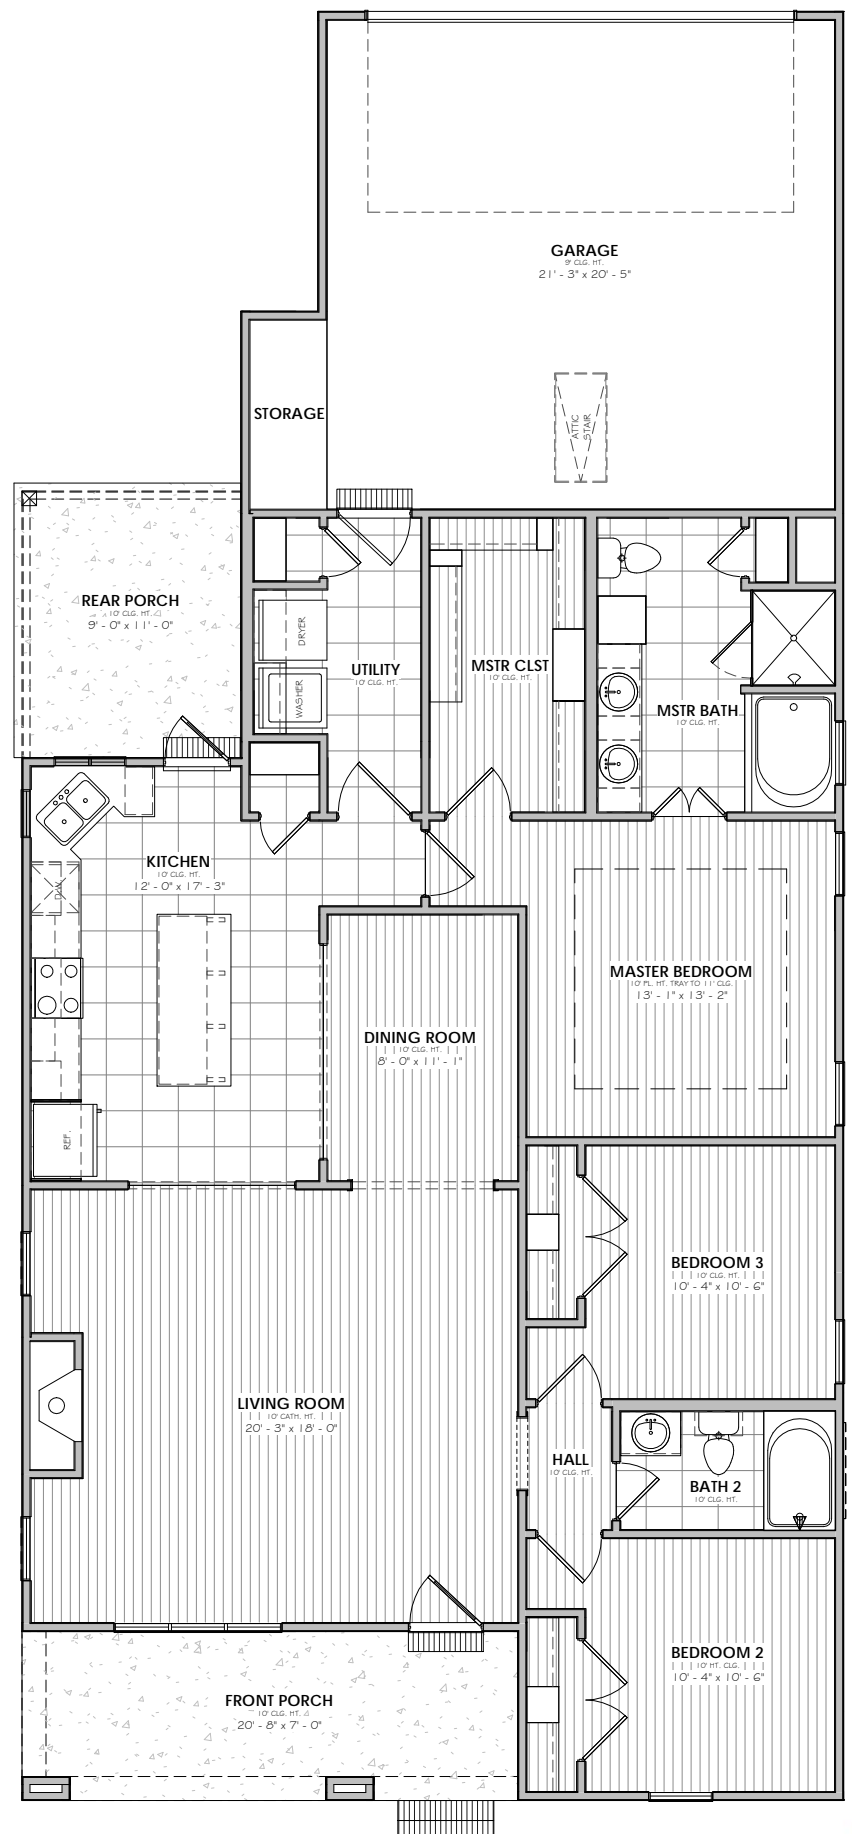 GARAGE
9' CLG. HT.
21' - 3" x 20' - 5"
ATTIC
STAIR
STORAGE
REAR PORCH
10' CLG. HT.
9' - 0" x 11' - 0"
DRYER
WASHER
UTILITY
10' CLG. HT.
MSTR CLST
10' CLG. HT.
MSTR BATH
10' CLG. HT.
KITCHEN
10' CLG. HT.
12' - 0" x 17' - 3"
D.W.
REF.
DINING ROOM
10' CLG. HT.
8' - 0" x 11' - 1"
MASTER BEDROOM
10' PL. HT. TRAY TO 11' CLG.
13' - 1" x 13' - 2"
BEDROOM 3
10' CLG. HT.
10' - 4" x 10' - 6"
LIVING ROOM
10' CATH. HT.
20' - 3" x 18' - 0"
HALL
10' CLG. HT.
BATH 2
10' CLG. HT.
BEDROOM 2
10' HT. CLG.
10' - 4" x 10' - 6"
FRONT PORCH
10' CLG. HT.
20' - 8" x 7' - 0"